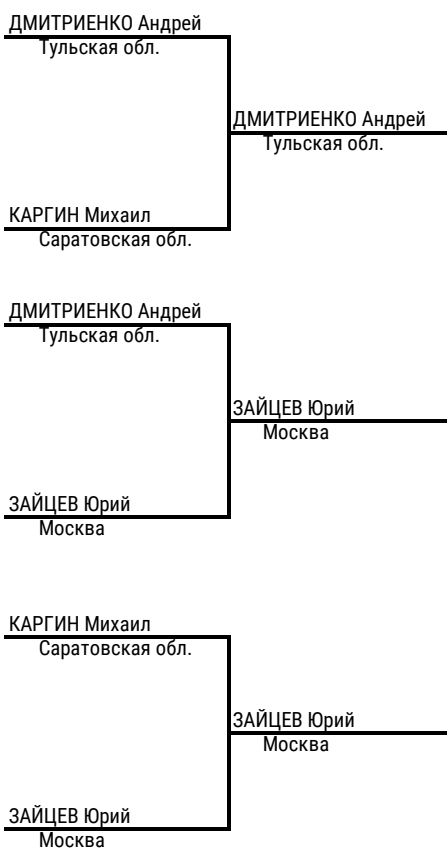 ДМИТРИЕНКО Андрей
Тульская обл.
ДМИТРИЕНКО Андрей
Тульская обл.
КАРГИН Михаил
Саратовская обл.
ДМИТРИЕНКО Андрей
Тульская обл.
ЗАЙЦЕВ Юрий
Москва
ЗАЙЦЕВ Юрий
Москва
КАРГИН Михаил
Саратовская обл.
ЗАЙЦЕВ Юрий
Москва
ЗАЙЦЕВ Юрий
Москва